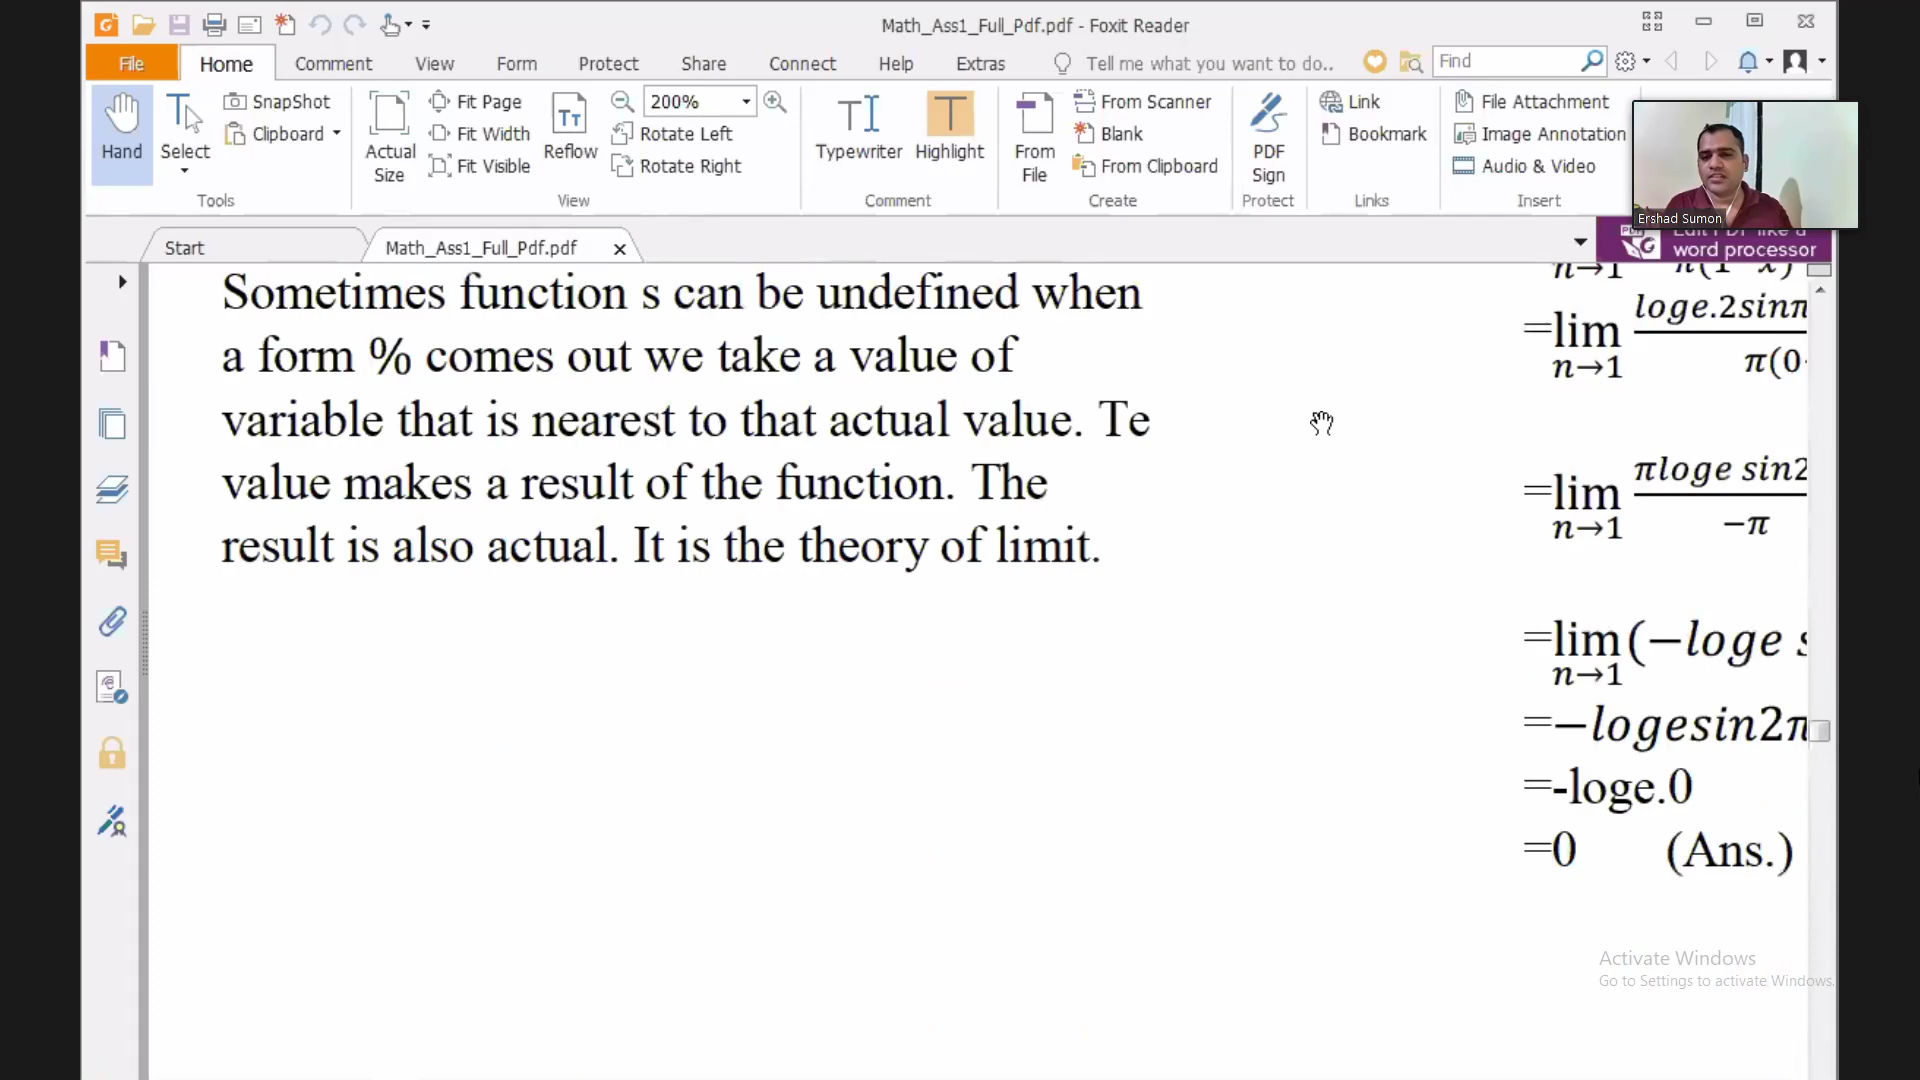 Math_Ass1_Full_Pdf.pdf - Foxit Reader
File Home Comment View Form Protect Share Connect Help Extras Tell me what you want to do.. Find
Hand
Select
SnapShot
Clipboard
Tools
Actual
Size
Fit Page
Fit Width
Fit Visible
Reflow
200%
Rotate Left
Rotate Right
View
Typewriter
Highlight
Comment
From
File
From Scanner
Blank
From Clipboard
Create
PDF
Sign
Protect
Link
Bookmark
Links
File Attachment
Image Annotation
Audio & Video
Insert
Ershad Sumon
word processor
Start
Math_Ass1_Full_Pdf.pdf
Sometimes function s can be undefined when
a form % comes out we take a value of
variable that is nearest to that actual value. Te
value makes a result of the function. The
result is also actual. It is the theory of limit.
n→1
=lim loge.2sinπ
n→1 π(0
=lim πloge sin2
n→1 −π
=lim(−loge s
n→1
=−logesin2π
=-loge.0
=0 (Ans.)
Activate Windows
Go to Settings to activate Windows.